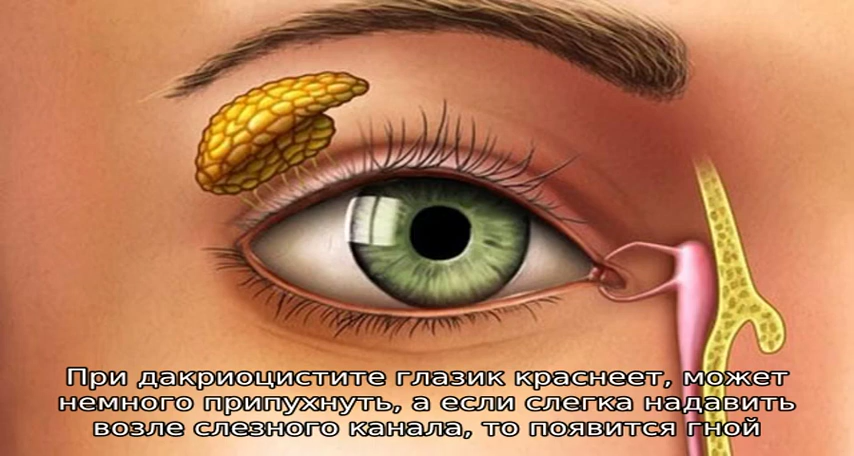 При дакриоцистите глазик краснеет, может
немного припухнуть, а если слегка надавить
возле слезного канала, то появится гной